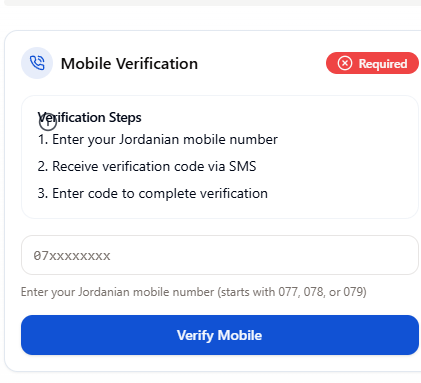 Mobile Verification
Required
Verification Steps
1. Enter your Jordanian mobile number
2. Receive verification code via SMS
3. Enter code to complete verification
07xxxxxxxx
Enter your Jordanian mobile number (starts with 077, 078, or 079)
Verify Mobile